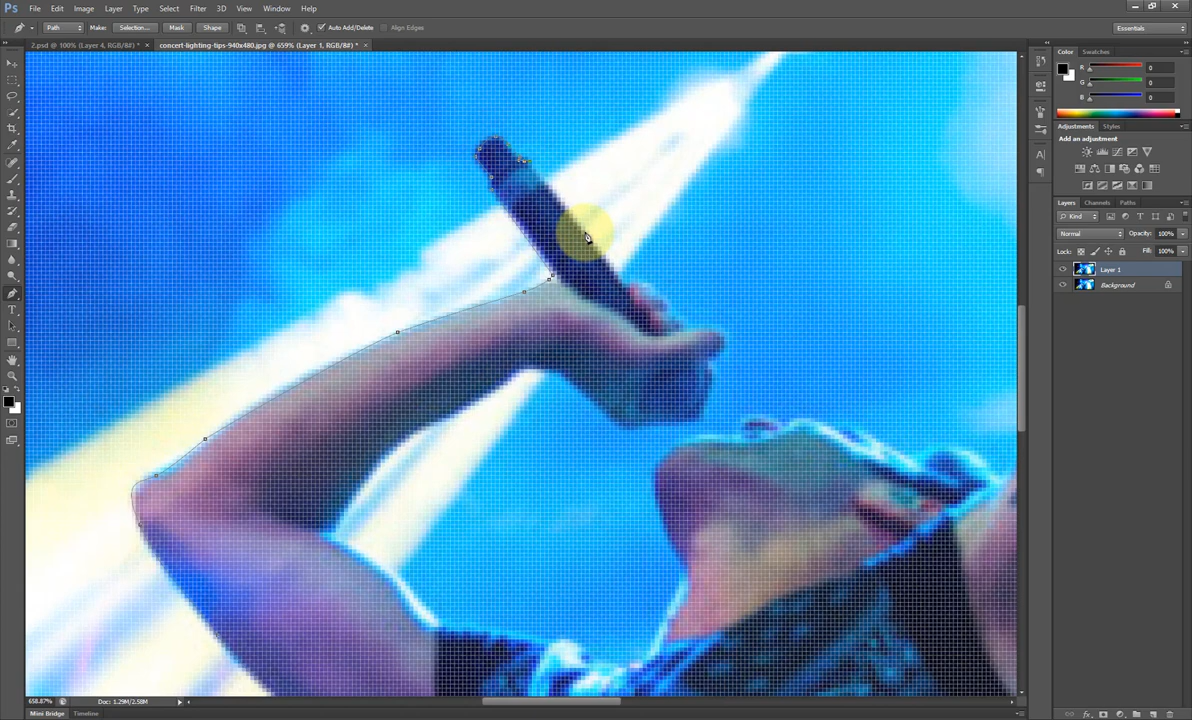 Ps File Edit Image Layer Type Select Filter 3D View Window Help
Path Make: Selection... Mask Shape Auto Add/Delete Align Edges Essentials
2.psd @ 100% (Layer 4, RGB/8#) * × concert-lighting-tips-940x480.jpg @ 659% (Layer 1, RGB/8#) * ×
Color Swatches
R 0
G 0
B 0
Adjustments Styles
Add an adjustment
Layers Channels Paths
Kind
Normal Opacity: 100%
Lock: Fill: 100%
Layer 1
Background
658.87% Doc: 1.29M/2.58M
Mini Bridge Timeline